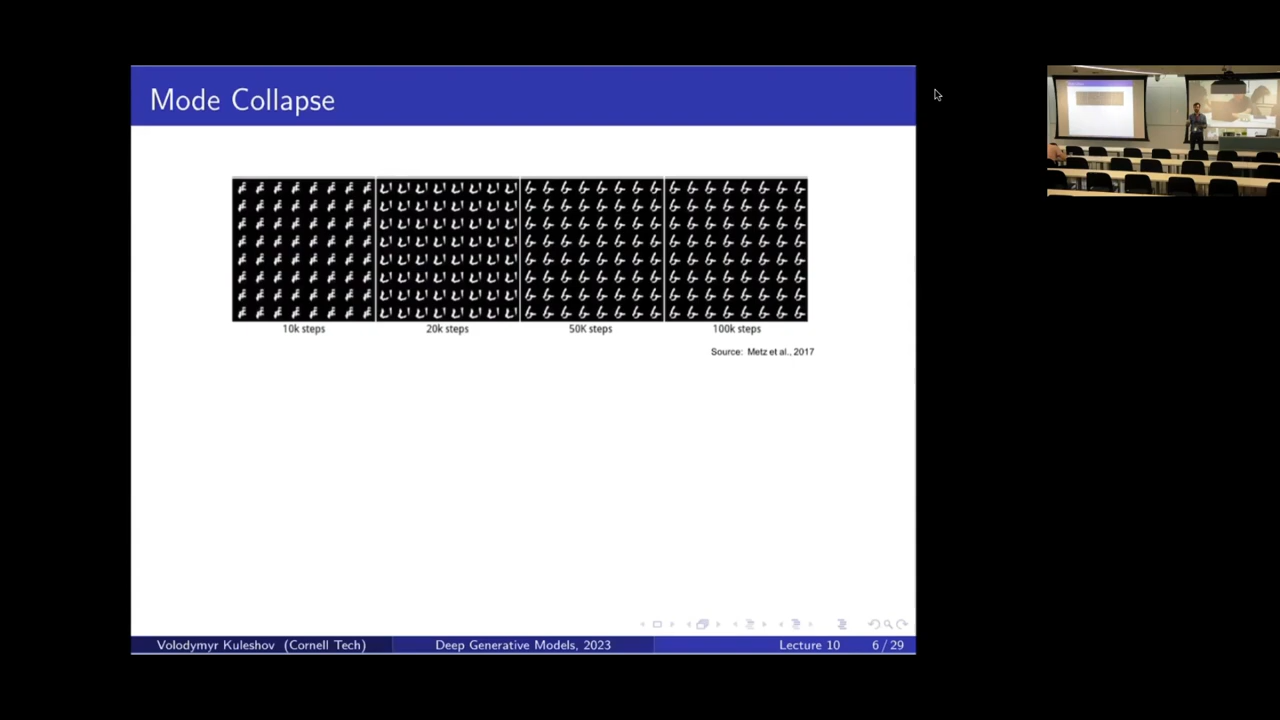 Mode Collapse
10k steps 20k steps 50K steps 100k steps
Source: Metz et al., 2017
Volodymyr Kuleshov (Cornell Tech) Deep Generative Models, 2023 Lecture 10 6 / 29